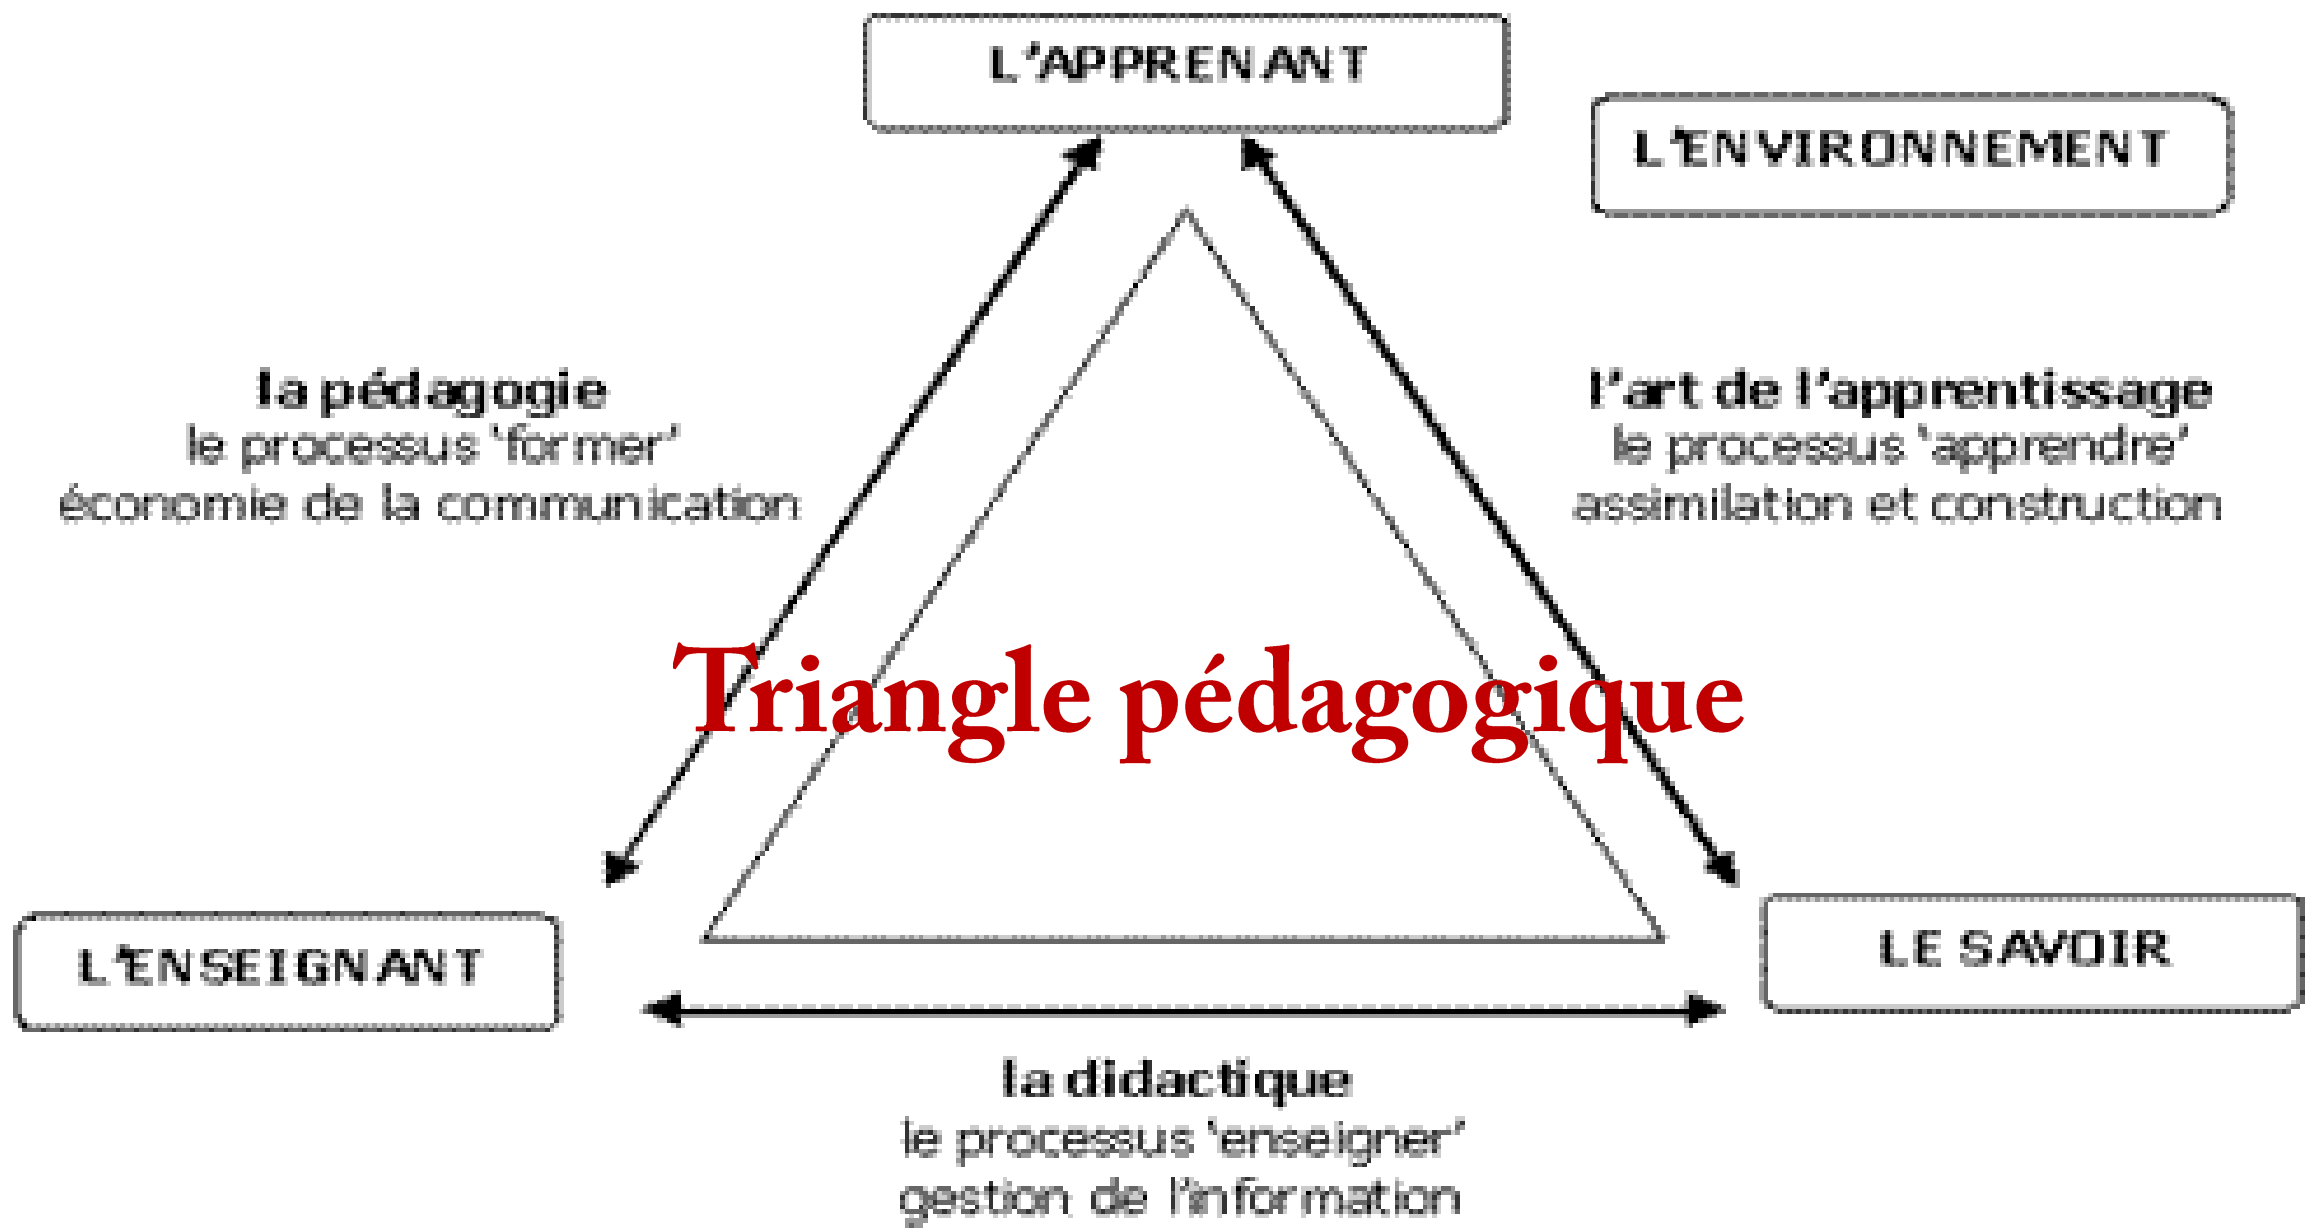 L'APPRENANT
L'ENVIRONNEMENT
la pédagogie
le processus 'former'
économie de la communication
l'art de l'apprentissage
le processus 'apprendre'
assimilation et construction
Triangle pédagogique
L'ENSEIGNANT
LE SAVOIR
la didactique
le processus 'enseigner'
gestion de l'information